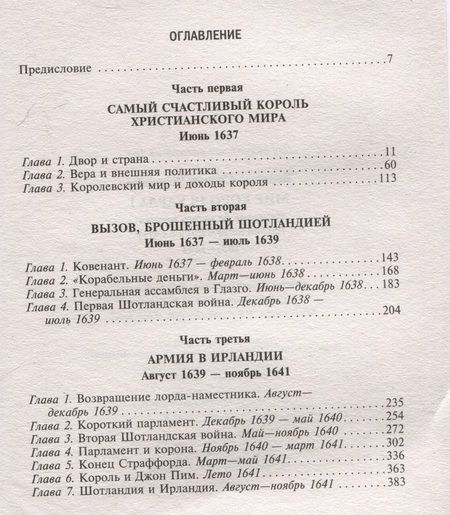 ОГЛАВЛЕНИЕ
Предисловие 7
Часть первая
САМЫЙ СЧАСТЛИВЫЙ КОРОЛЬ
ХРИСТИАНСКОГО МИРА
Июнь 1637
Глава 1. Двор и страна 11
Глава 2. Вера и внешняя политика 60
Глава 3. Королевский мир и доходы короля 113
Часть вторая
ВЫЗОВ, БРОШЕННЫЙ ШОТЛАНДИЕЙ
Июнь 1637 — июль 1639
Глава 1. Ковенант. Июнь 1637 — февраль 1638. 143
Глава 2. «Корабельные деньги». Март—июнь 1638 168
Глава 3. Генеральная ассамблея в Глазго. Июнь—декабрь 1638 183
Глава 4. Первая Шотландская война. Декабрь 1638 —
июль 1639 204
Часть третья
АРМИЯ В ИРЛАНДИИ
Август 1639 — ноябрь 1641
Глава 1. Возвращение лорда-наместника. Август—
декабрь 1639 235
Глава 2. Короткий парламент. Декабрь 1639 — май 1640 254
Глава 3. Вторая Шотландская война. Май—ноябрь 1640 272
Глава 4. Парламент и корона. Ноябрь 1640 — март 1641 302
Глава 5. Конец Страффорда. Март—май 1641 336
Глава 6. Король и Джон Пим. Лето 1641 363
Глава 7. Шотландия и Ирландия. Август—ноябрь 1641 383